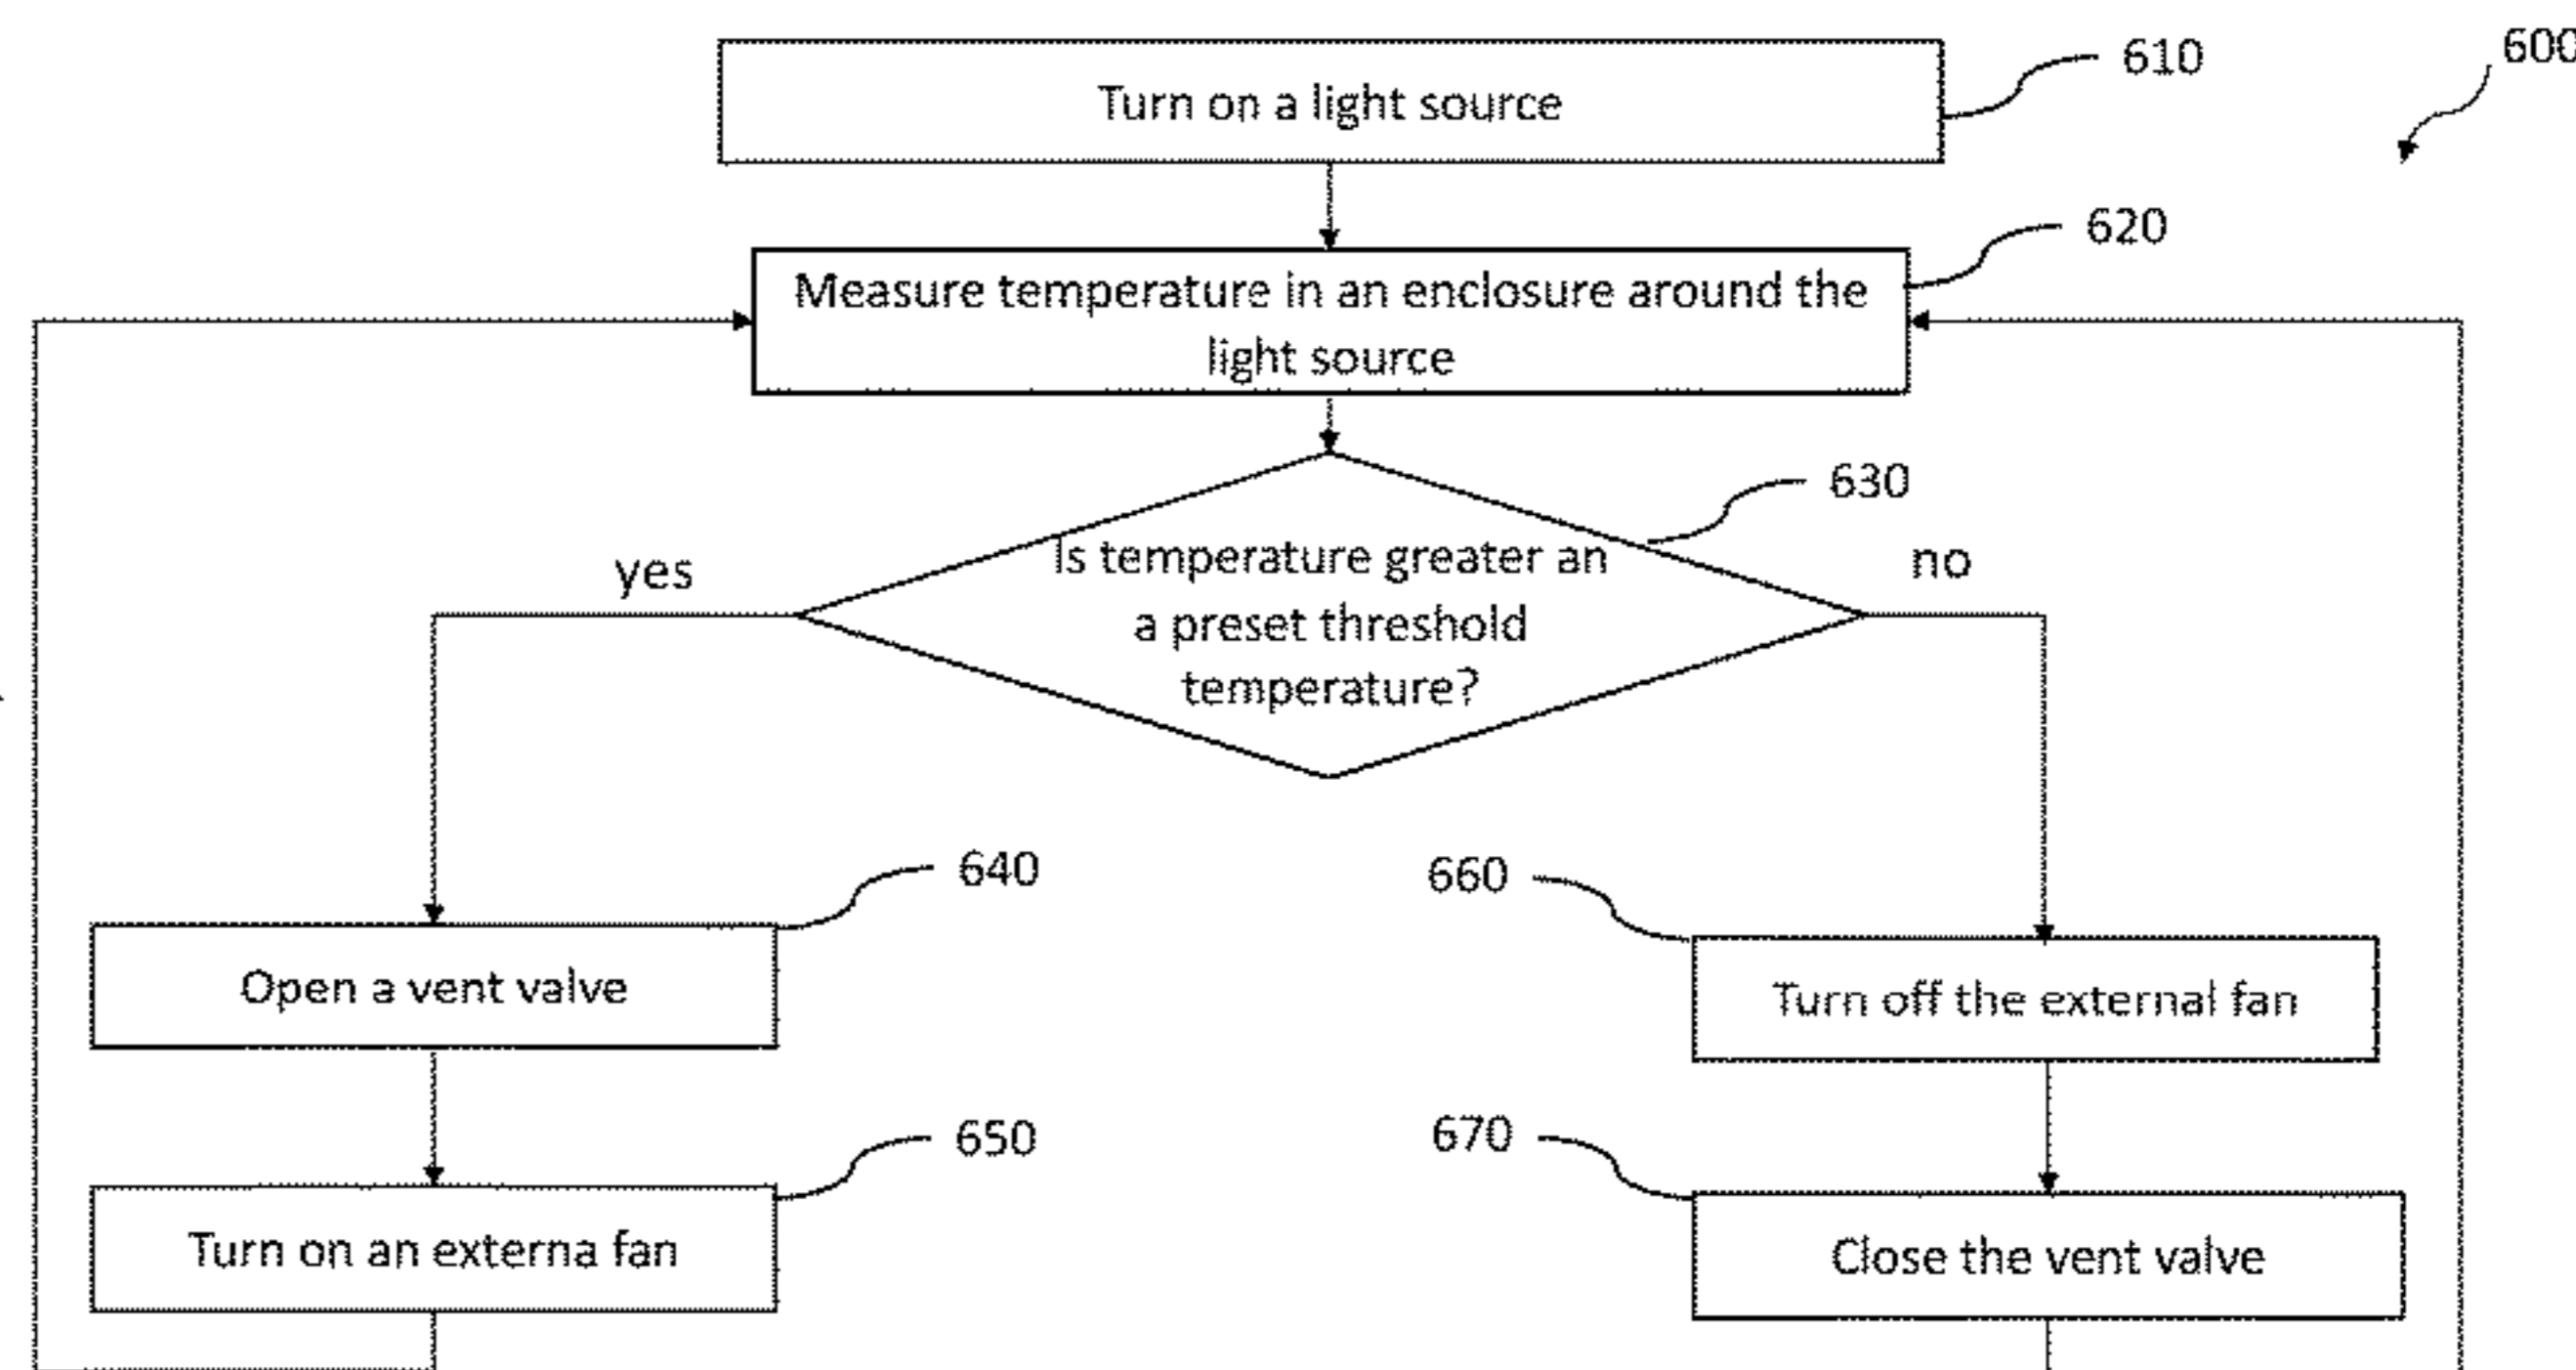 Turn on a light source
610
600
Measure temperature in an enclosure around the
light source
620
630
Is temperature greater an
a preset threshold
temperature?
yes
no
640
660
Open a vent valve
Turn off the external fan
650
670
Turn on an externa fan
Close the vent valve